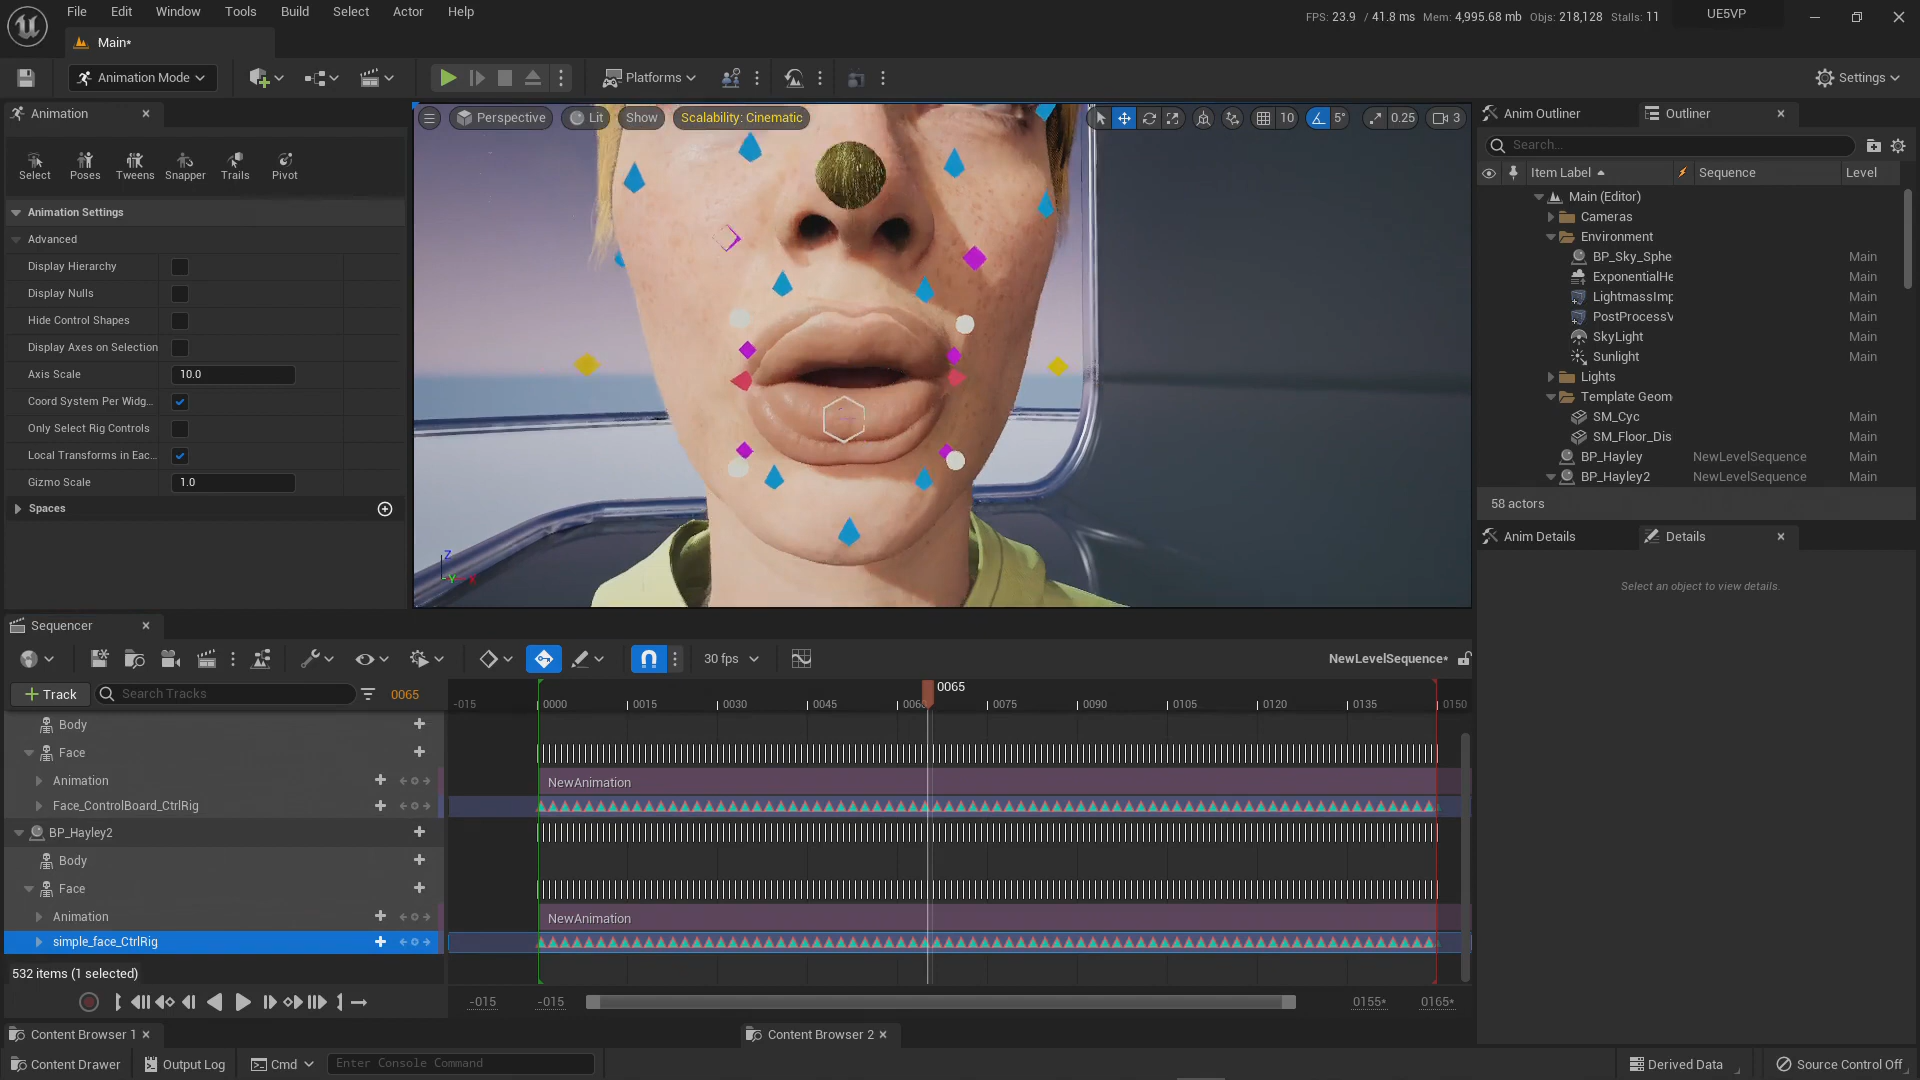 File Edit Window Tools Build Select Actor Help
FPS: 23.9 / 41.8 ms Mem: 4,995.68 mb Objs: 218,128 Stalls: 11
UE5VP
Main*
Animation Mode
Platforms
Settings
Animation
Select Poses Tweens Snapper Trails Pivot
Animation Settings
Advanced
Display Hierarchy
Display Nulls
Hide Control Shapes
Display Axes on Selection
Axis Scale 10.0
Coord System Per Widg...
Only Select Rig Controls
Local Transforms in Eac...
Gizmo Scale 1.0
Spaces
Perspective Lit Show Scalability: Cinematic
10 5° 0.25 3
Z
Y X
Anim Outliner Outliner
Search...
Item Label Sequence Level
Main (Editor)
Cameras
Environment
BP_Sky_Sphe Main
ExponentialHe Main
LightmassImp Main
PostProcessV Main
SkyLight Main
Sunlight Main
Lights
Template Geom
SM_Cyc Main
SM_Floor_Dis Main
BP_Hayley NewLevelSequence Main
BP_Hayley2 NewLevelSequence Main
58 actors
Anim Details Details
Select an object to view details.
Sequencer
30 fps
NewLevelSequence*
Track Search Tracks 0065
0065
-015 0000 0015 0030 0045 006 0075 0090 0105 0120 0135 0150
Body
Face
Animation
NewAnimation
Face_ControlBoard_CtrlRig
BP_Hayley2
Body
Face
Animation
NewAnimation
simple_face_CtrlRig
532 items (1 selected)
-015 -015 0155* 0165*
Content Browser 1 Content Browser 2
Content Drawer Output Log Cmd Enter Console Command
Derived Data Source Control Off